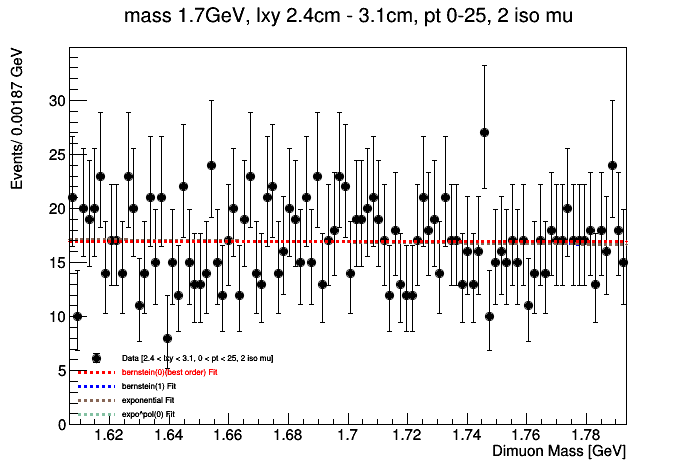 mass 1.7GeV, lxy 2.4cm - 3.1cm, pt 0-25, 2 iso mu
Events/ 0.00187 GeV
30
25
20
15
10
5
0
Data [2.4 < lxy < 3.1, 0 < pt < 25, 2 iso mu]
bernstein(0)(best order) Fit
bernstein(1) Fit
exponential Fit
expo*pol(0) Fit
1.62 1.64 1.66 1.68 1.7 1.72 1.74 1.76 1.78
Dimuon Mass [GeV]